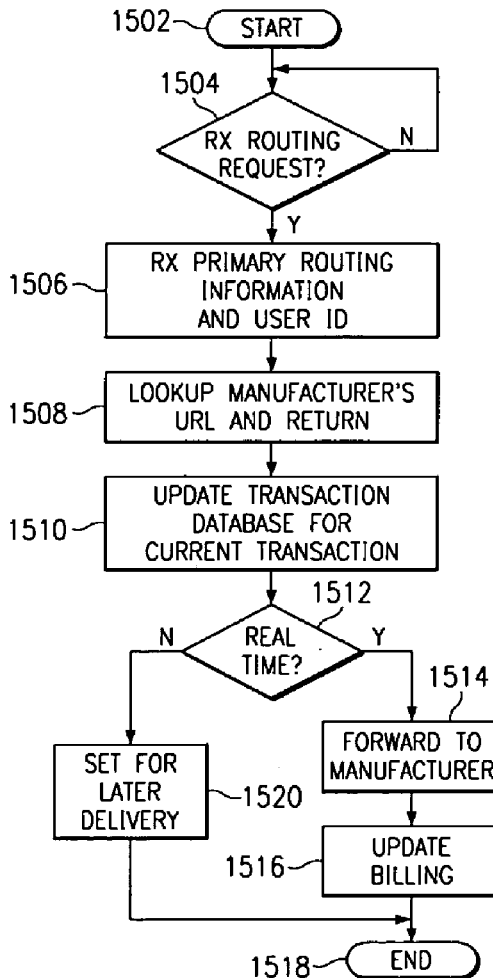 1502
START
1504
RX ROUTING
REQUEST?
N
Y
1506
RX PRIMARY ROUTING
INFORMATION
AND USER ID
1508
LOOKUP MANUFACTURER'S
URL AND RETURN
1510
UPDATE TRANSACTION
DATABASE FOR
CURRENT TRANSACTION
1512
N
REAL
TIME?
Y
1514
SET FOR
LATER
DELIVERY
1520
FORWARD TO
MANUFACTURER
1516
UPDATE
BILLING
1518
END